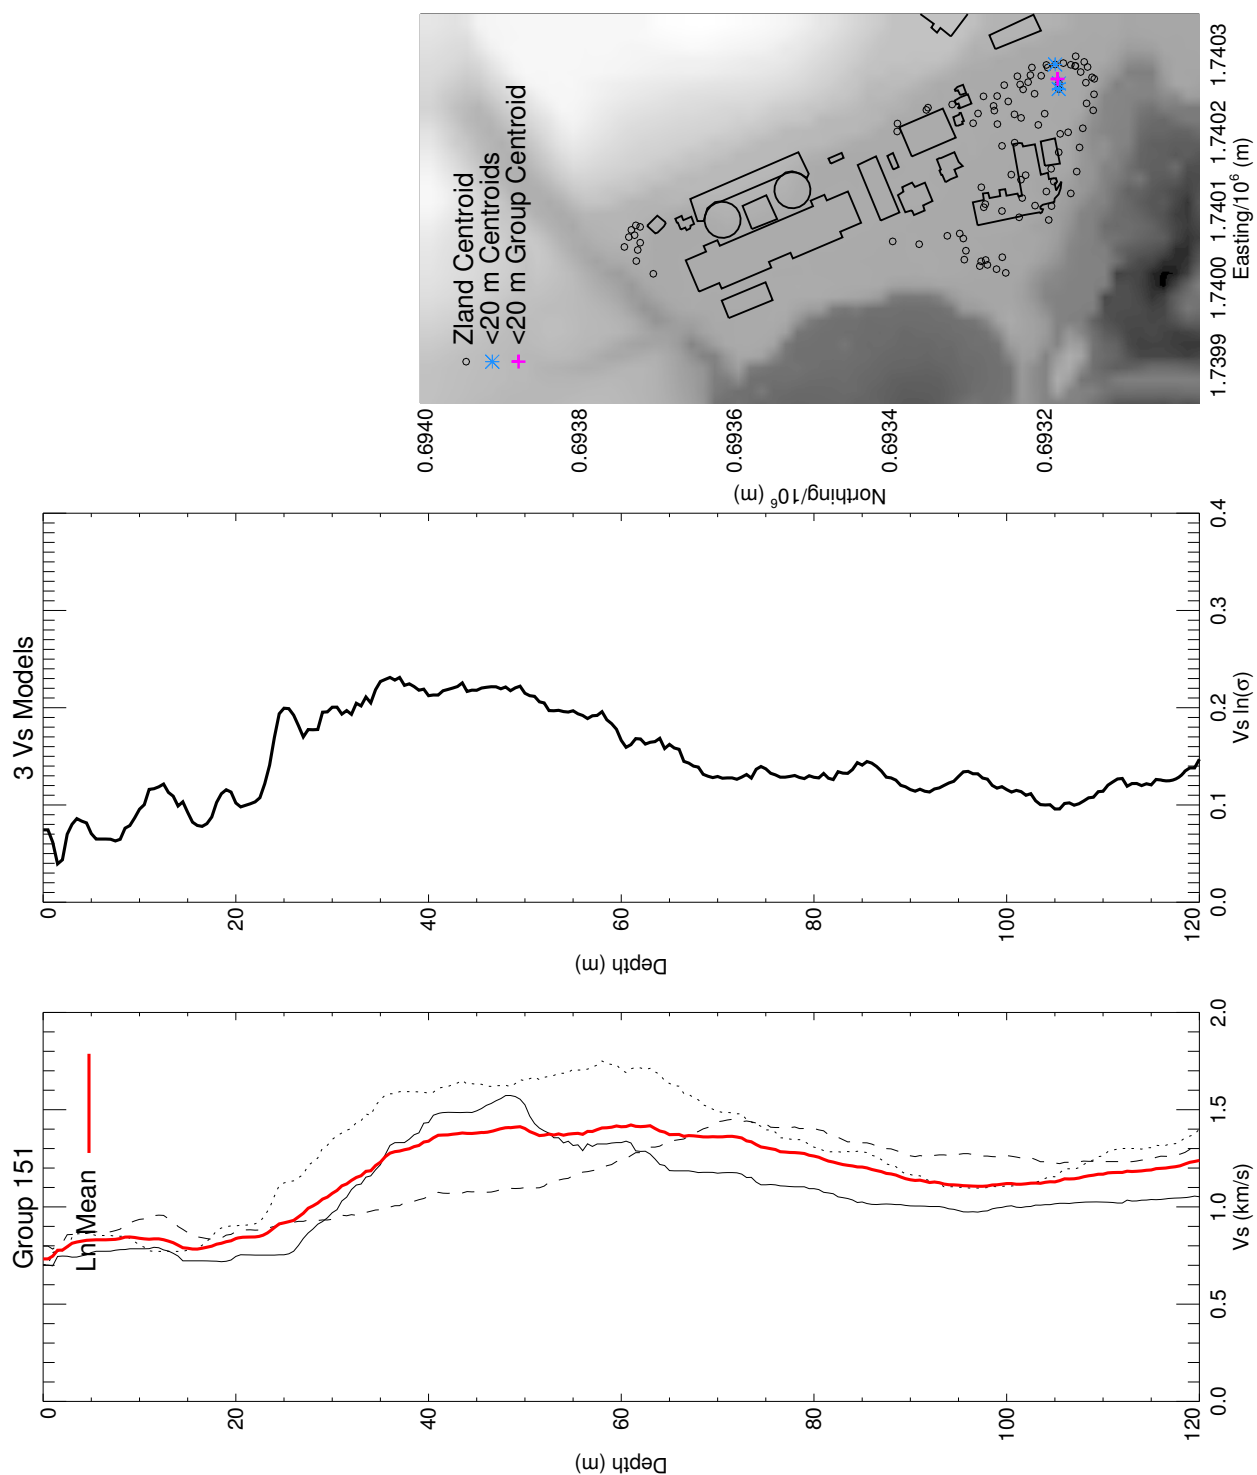 Group 151
Ln Mean
0
20
40
60
80
100
120
Depth (m)
0.0
0.5
1.0
1.5
2.0
Vs (km/s)
3 Vs Models
0
20
40
60
80
100
120
Depth (m)
0.0
0.1
0.2
0.3
0.4
Vs ln(σ)
Zland Centroid
<20 m Centroids
<20 m Group Centroid
0.6940
0.6938
0.6936
0.6934
0.6932
Northing/10⁶ (m)
1.7399
1.7400
1.7401
1.7402
1.7403
Easting/10⁶ (m)